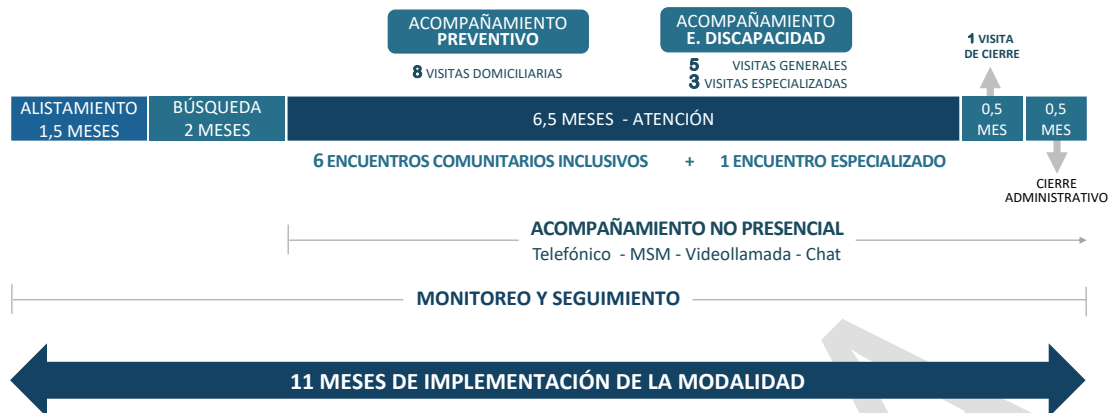 ACOMPAÑAMIENTO
PREVENTIVO
8 VISITAS DOMICILIARIAS
ACOMPAÑAMIENTO
E. DISCAPACIDAD
5 VISITAS GENERALES
3 VISITAS ESPECIALIZADAS
1 VISITA
DE CIERRE
ALISTAMIENTO
1,5 MESES
BÚSQUEDA
2 MESES
6,5 MESES - ATENCIÓN
0,5
MES
0,5
MES
6 ENCUENTROS COMUNITARIOS INCLUSIVOS + 1 ENCUENTRO ESPECIALIZADO
CIERRE
ADMINISTRATIVO
ACOMPAÑAMIENTO NO PRESENCIAL
Telefónico - MSM - Videollamada - Chat
MONITOREO Y SEGUIMIENTO
11 MESES DE IMPLEMENTACIÓN DE LA MODALIDAD